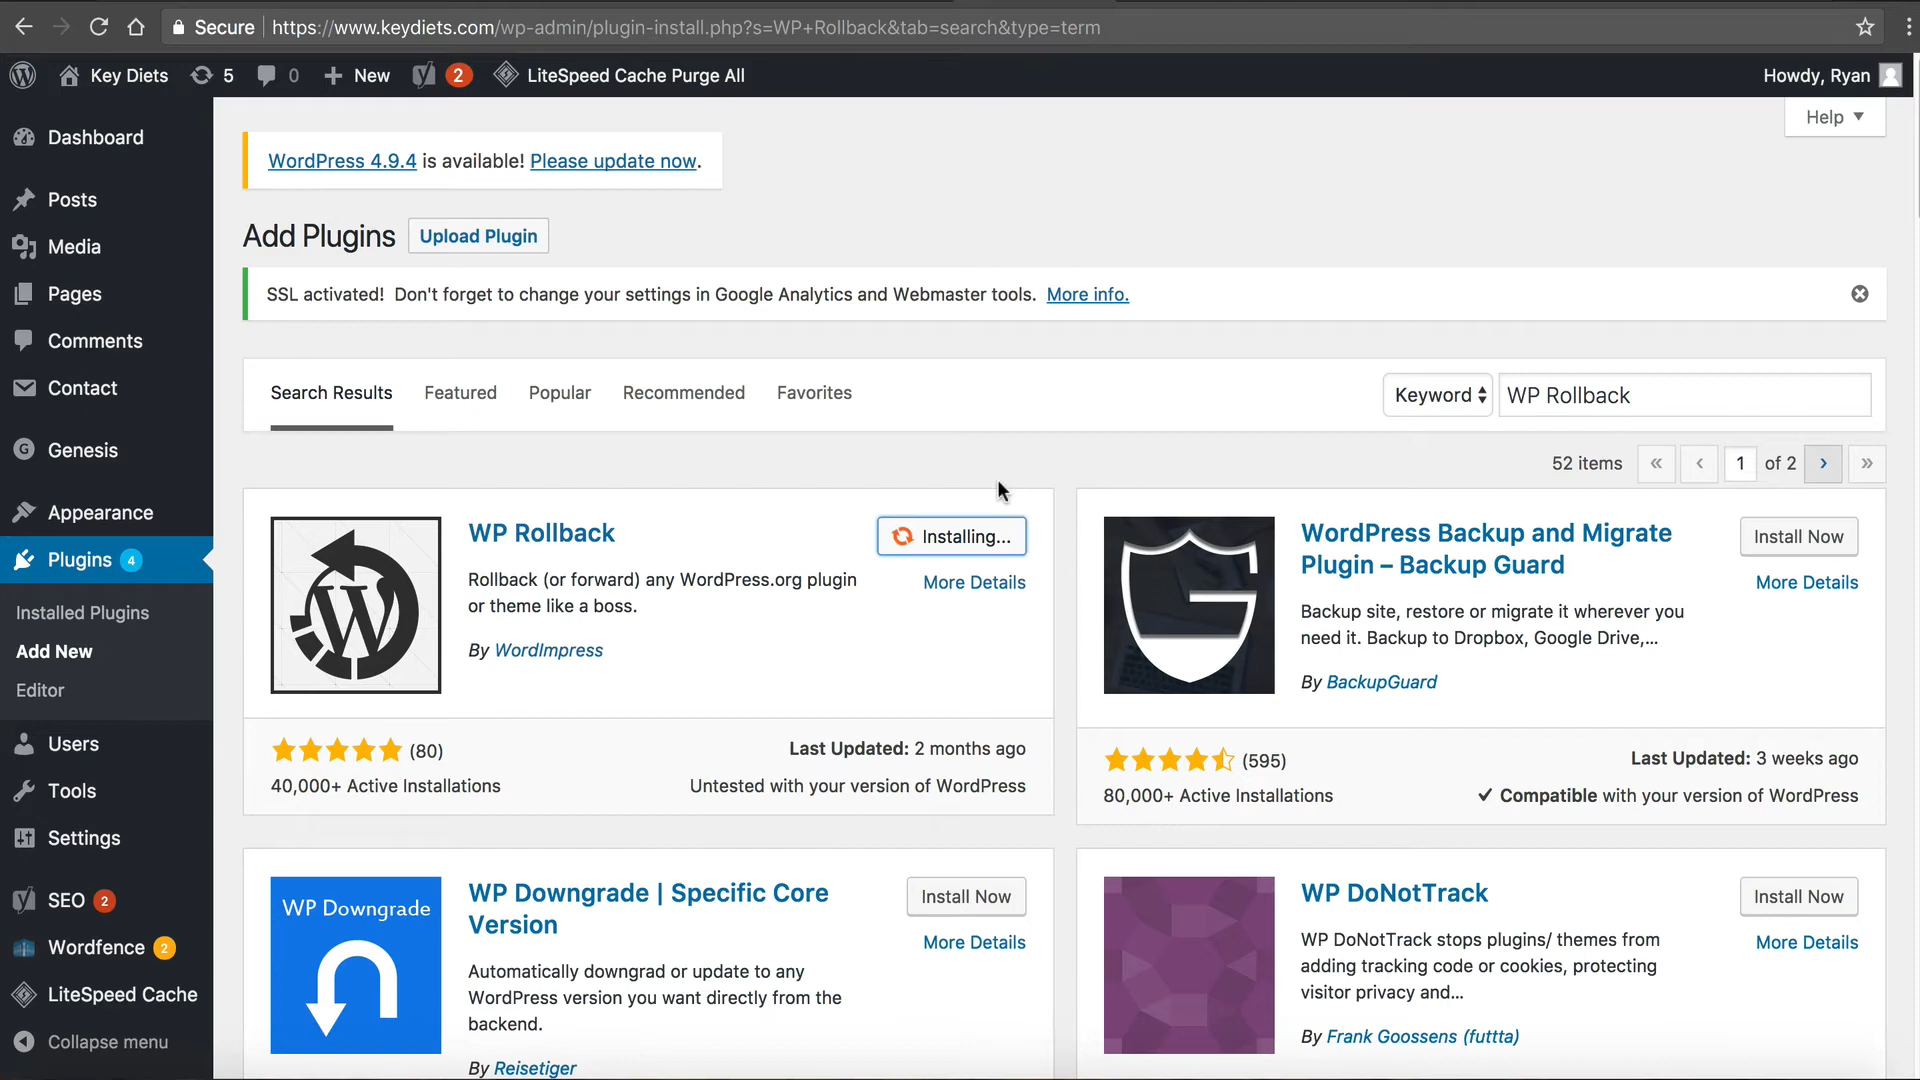 Secure https://www.keydiets.com/wp-admin/plugin-install.php?s=WP+Rollback&tab=search&type=term
Key Diets 5 0 New 2 LiteSpeed Cache Purge All Howdy, Ryan
Help
Dashboard
Posts
Media
Pages
Comments
Contact
Genesis
Appearance
Plugins 4
Installed Plugins
Add New
Editor
Users
Tools
Settings
SEO 2
Wordfence 2
LiteSpeed Cache
Collapse menu
WordPress 4.9.4 is available! Please update now.
Add Plugins Upload Plugin
SSL activated! Don't forget to change your settings in Google Analytics and Webmaster tools. More info.
Search Results Featured Popular Recommended Favorites Keyword WP Rollback
52 items « ‹ 1 of 2 › »
WP Rollback
Installing...
More Details
Rollback (or forward) any WordPress.org plugin
or theme like a boss.
By WordImpress
(80)
Last Updated: 2 months ago
40,000+ Active Installations
Untested with your version of WordPress
WordPress Backup and Migrate
Plugin – Backup Guard
Install Now
More Details
Backup site, restore or migrate it wherever you
need it. Backup to Dropbox, Google Drive,...
By BackupGuard
(595)
Last Updated: 3 weeks ago
80,000+ Active Installations
Compatible with your version of WordPress
WP Downgrade
WP Downgrade | Specific Core
Version
Install Now
More Details
Automatically downgrad or update to any
WordPress version you want directly from the
backend.
By Reisetiger
WP DoNotTrack
Install Now
More Details
WP DoNotTrack stops plugins/ themes from
adding tracking code or cookies, protecting
visitor privacy and...
By Frank Goossens (futtta)